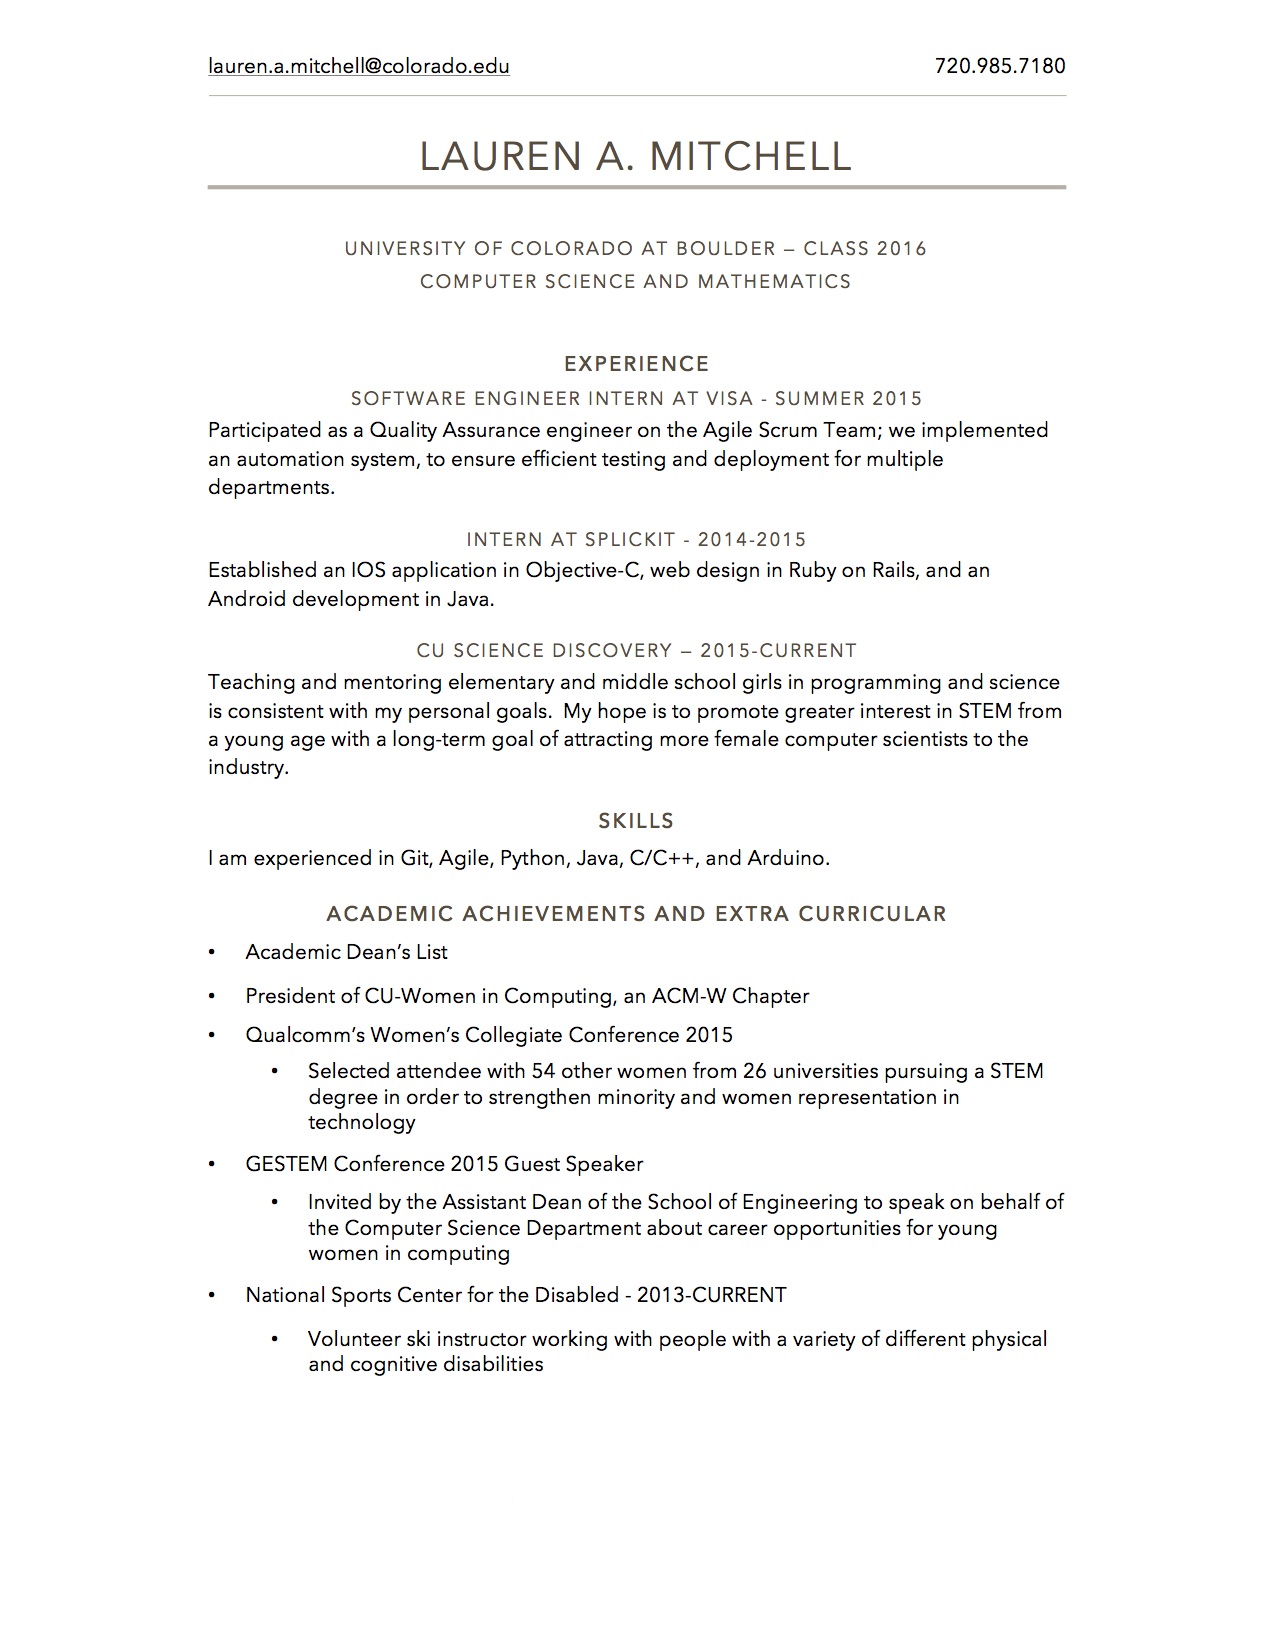 lauren.a.mitchell@colorado.edu 720.985.7180
LAUREN A. MITCHELL
UNIVERSITY OF COLORADO AT BOULDER – CLASS 2016
COMPUTER SCIENCE AND MATHEMATICS
EXPERIENCE
SOFTWARE ENGINEER INTERN AT VISA - SUMMER 2015
Participated as a Quality Assurance engineer on the Agile Scrum Team; we implemented
an automation system, to ensure efficient testing and deployment for multiple
departments.
INTERN AT SPLICKIT - 2014-2015
Established an IOS application in Objective-C, web design in Ruby on Rails, and an
Android development in Java.
CU SCIENCE DISCOVERY – 2015-CURRENT
Teaching and mentoring elementary and middle school girls in programming and science
is consistent with my personal goals.  My hope is to promote greater interest in STEM from
a young age with a long-term goal of attracting more female computer scientists to the
industry.
SKILLS
I am experienced in Git, Agile, Python, Java, C/C++, and Arduino.
ACADEMIC ACHIEVEMENTS AND EXTRA CURRICULAR
• Academic Dean’s List
• President of CU-Women in Computing, an ACM-W Chapter
• Qualcomm’s Women’s Collegiate Conference 2015
• Selected attendee with 54 other women from 26 universities pursuing a STEM
degree in order to strengthen minority and women representation in
technology
• GESTEM Conference 2015 Guest Speaker
• Invited by the Assistant Dean of the School of Engineering to speak on behalf of
the Computer Science Department about career opportunities for young
women in computing
• National Sports Center for the Disabled - 2013-CURRENT
• Volunteer ski instructor working with people with a variety of different physical
and cognitive disabilities